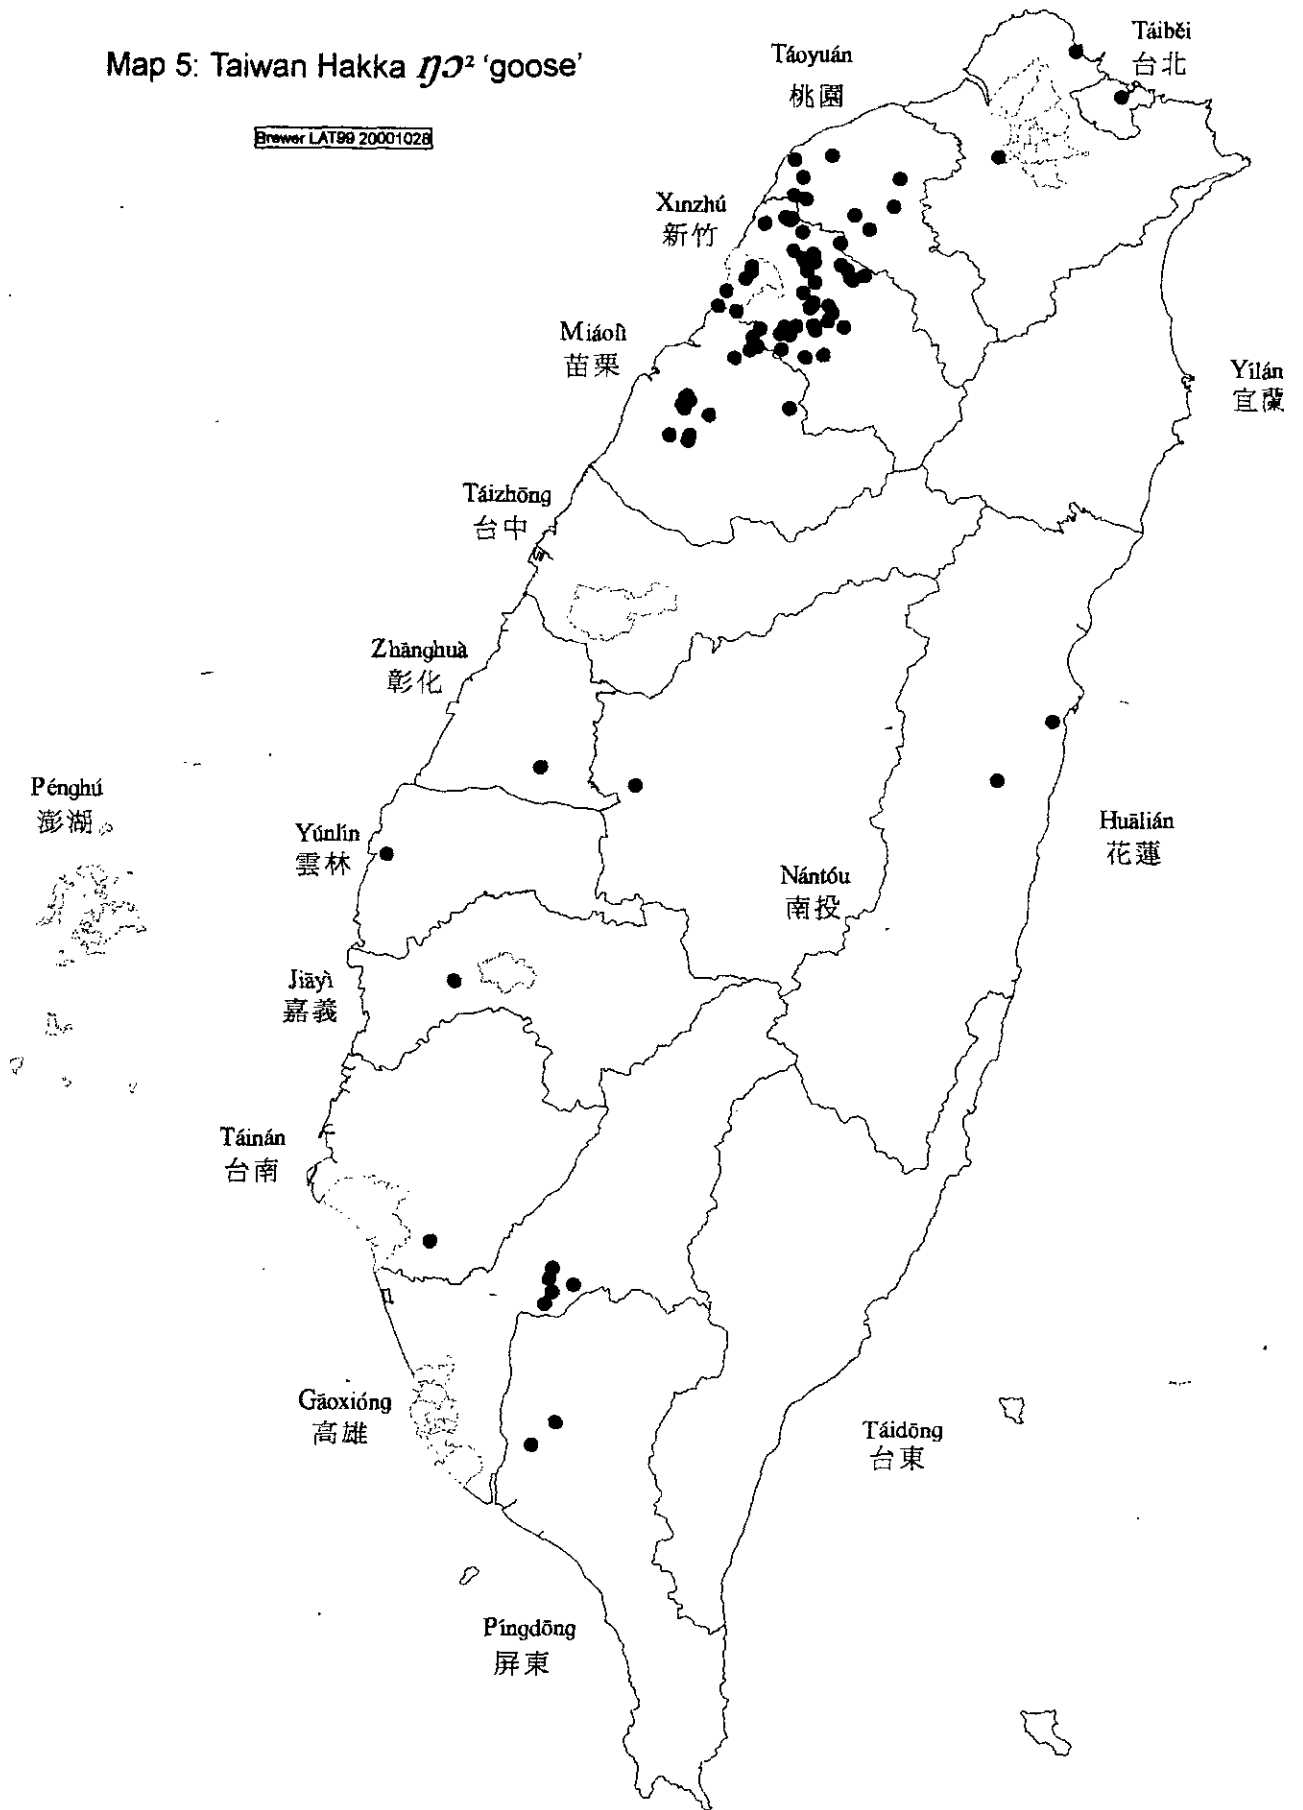 Map 5: Taiwan Hakka ŋɔ² 'goose'
Brewer LAT99 20001028
Táiběi
台北
Táoyuán
桃園
Xınzhú
新竹
Miáolì
苗栗
Yílán
宜蘭
Táizhōng
台中
Zhānghuà
彰化
Pénghú
澎湖
Yúnlín
雲林
Huālián
花蓮
Nántóu
南投
Jiāyì
嘉義
Táinán
台南
Gāoxióng
高雄
Táidōng
台東
Píngdōng
屏東